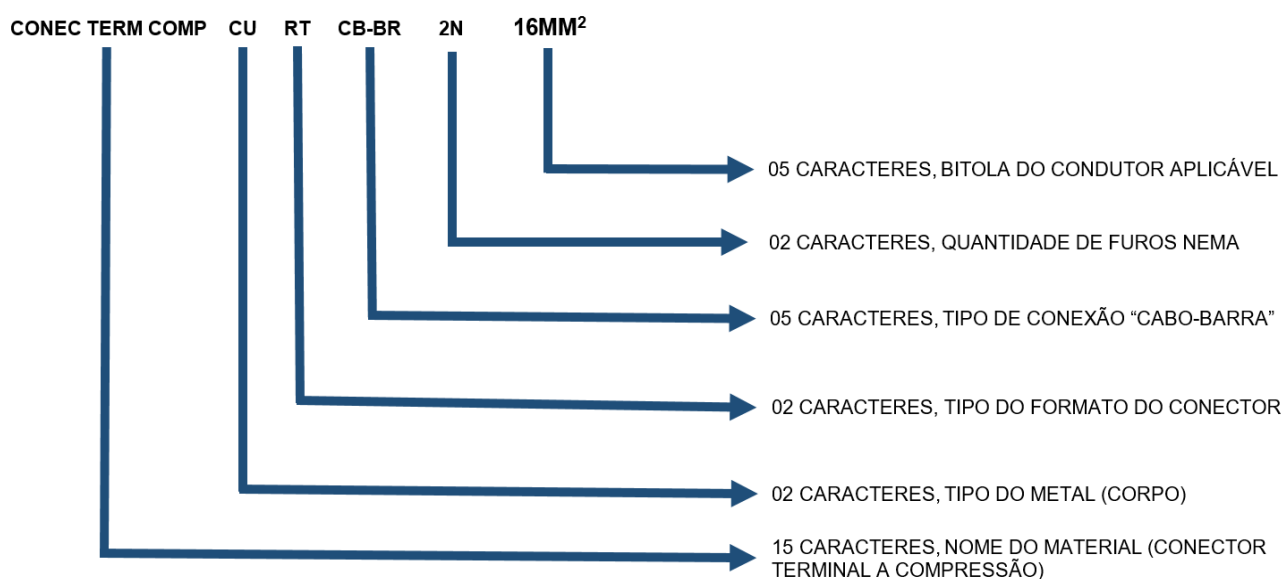 CONEC TERM COMP CU RT CB-BR 2N 16MM²
05 CARACTERES, BITOLA DO CONDUTOR APLICÁVEL
02 CARACTERES, QUANTIDADE DE FUROS NEMA
05 CARACTERES, TIPO DE CONEXÃO “CABO-BARRA”
02 CARACTERES, TIPO DO FORMATO DO CONECTOR
02 CARACTERES, TIPO DO METAL (CORPO)
15 CARACTERES, NOME DO MATERIAL (CONECTOR
TERMINAL A COMPRESSÃO)